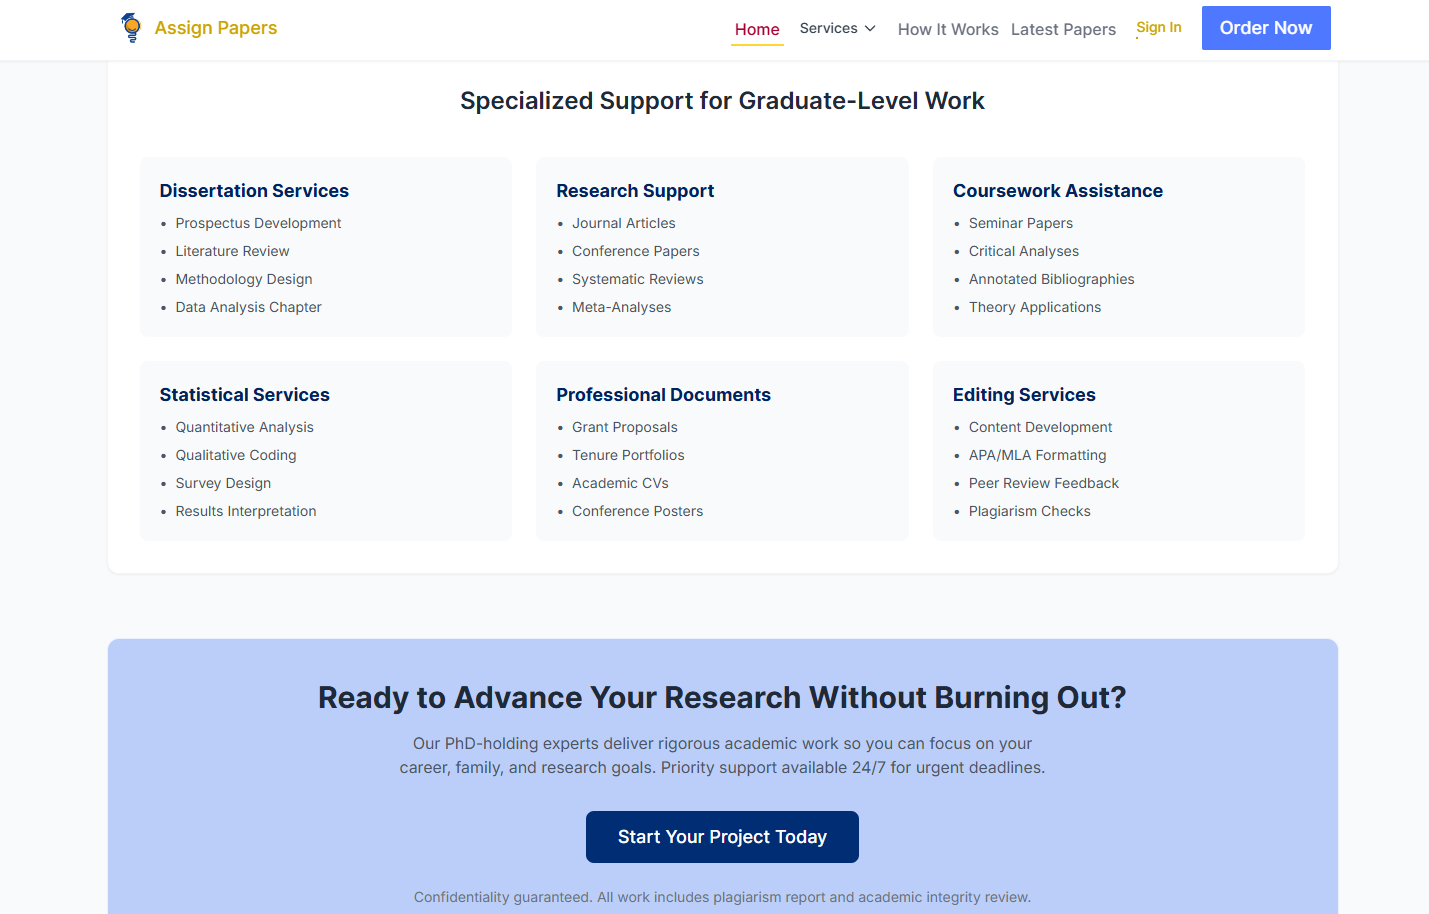 Assign Papers
Home
Services
How It Works
Latest Papers
Sign In
Order Now
Specialized Support for Graduate-Level Work
Dissertation Services
• Prospectus Development
• Literature Review
• Methodology Design
• Data Analysis Chapter
Research Support
• Journal Articles
• Conference Papers
• Systematic Reviews
• Meta-Analyses
Coursework Assistance
• Seminar Papers
• Critical Analyses
• Annotated Bibliographies
• Theory Applications
Statistical Services
• Quantitative Analysis
• Qualitative Coding
• Survey Design
• Results Interpretation
Professional Documents
• Grant Proposals
• Tenure Portfolios
• Academic CVs
• Conference Posters
Editing Services
• Content Development
• APA/MLA Formatting
• Peer Review Feedback
• Plagiarism Checks
Ready to Advance Your Research Without Burning Out?
Our PhD-holding experts deliver rigorous academic work so you can focus on your
career, family, and research goals. Priority support available 24/7 for urgent deadlines.
Start Your Project Today
Confidentiality guaranteed. All work includes plagiarism report and academic integrity review.